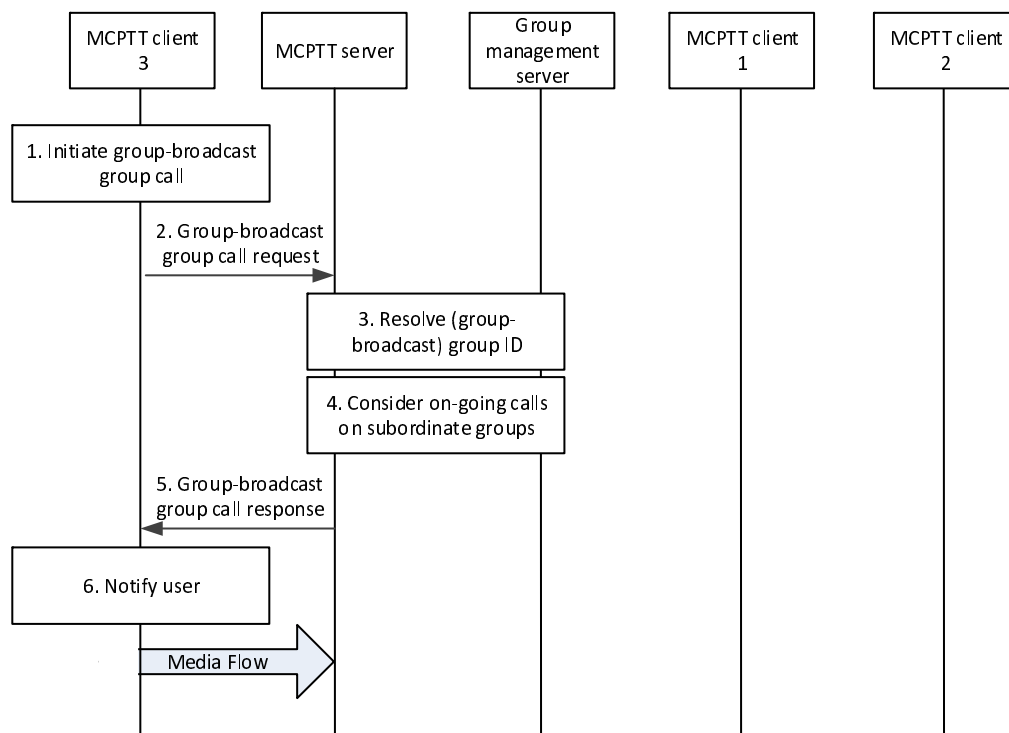 MCPTT client
3
MCPTT server
Group
management
server
MCPTT client
1
MCPTT client
2
1. Initiate group-broadcast
group call
2. Group-broadcast
group call request
3. Resolve (group-
broadcast) group ID
4. Consider on-going calls
on subordinate groups
5. Group-broadcast
group call response
6. Notify user
Media Flow